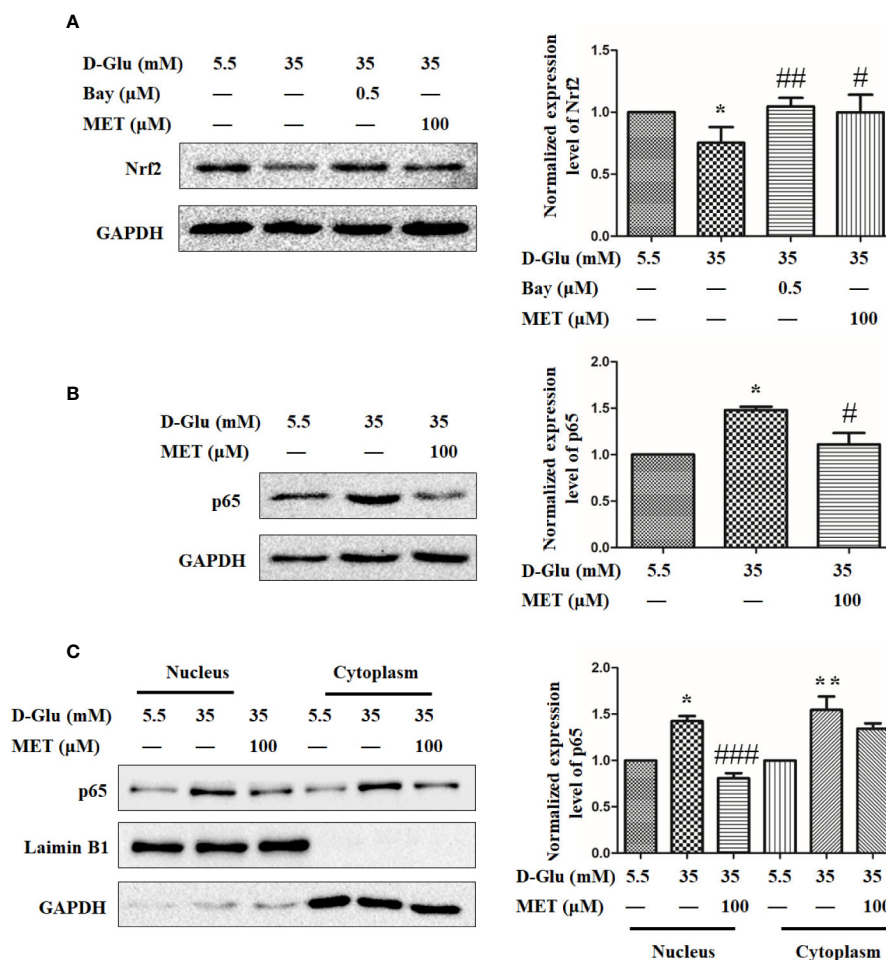 A
D-Glu (mM) 5.5 35 35 35
Bay (μM) — — 0.5 —
MET (μM) — — — 100
Nrf2
GAPDH
Normalized expression
level of Nrf2
1.5
1.0
0.5
0.0
* ## #
D-Glu (mM) 5.5 35 35 35
Bay (μM) — — 0.5 —
MET (μM) — — — 100
B
D-Glu (mM) 5.5 35 35
MET (μM) — — 100
p65
GAPDH
Normalized expression
level of p65
2.0
1.5
1.0
0.5
0.0
* #
D-Glu (mM) 5.5 35 35
MET (μM) — — 100
C
Nucleus Cytoplasm
D-Glu (mM) 5.5 35 35 5.5 35 35
MET (μM) — — 100 — — 100
p65
Laimin B1
GAPDH
Normalized expression
level of p65
2.0
1.5
1.0
0.5
0.0
* ### **
D-Glu (mM) 5.5 35 35 5.5 35 35
MET (μM) — — 100 — — 100
Nucleus Cytoplasm